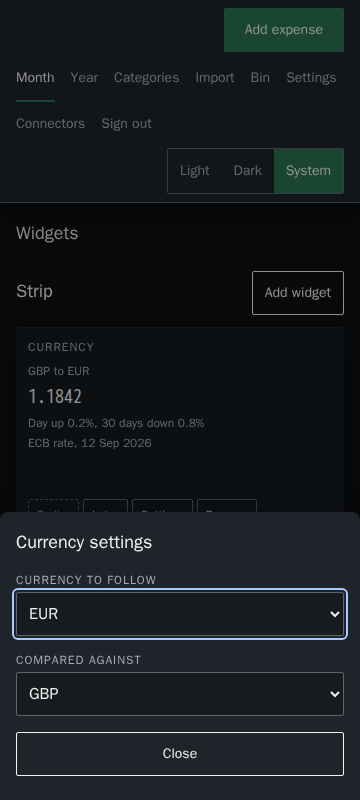 Add expense
Month Year Categories Import Bin Settings
Connectors Sign out
Light Dark System
Widgets
Strip Add widget
CURRENCY
GBP to EUR
1.1842
Day up 0.2%, 30 days down 0.8%
ECB rate, 12 Sep 2026
Currency settings
CURRENCY TO FOLLOW
EUR
COMPARED AGAINST
GBP
Close